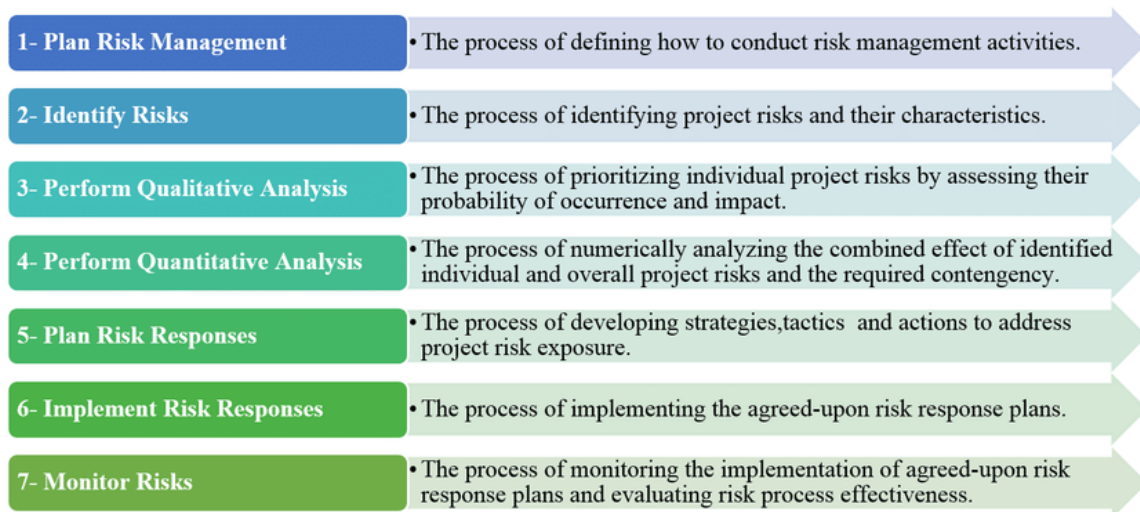 1- Plan Risk Management
• The process of defining how to conduct risk management activities.
2- Identify Risks
• The process of identifying project risks and their characteristics.
3- Perform Qualitative Analysis
• The process of prioritizing individual project risks by assessing their
probability of occurrence and impact.
4- Perform Quantitative Analysis
• The process of numerically analyzing the combined effect of identified
individual and overall project risks and the required contengency.
5- Plan Risk Responses
• The process of developing strategies,tactics  and actions to address
project risk exposure.
6- Implement Risk Responses
• The process of implementing the agreed-upon risk response plans.
7- Monitor Risks
• The process of monitoring the implementation of agreed-upon risk
response plans and evaluating risk process effectiveness.